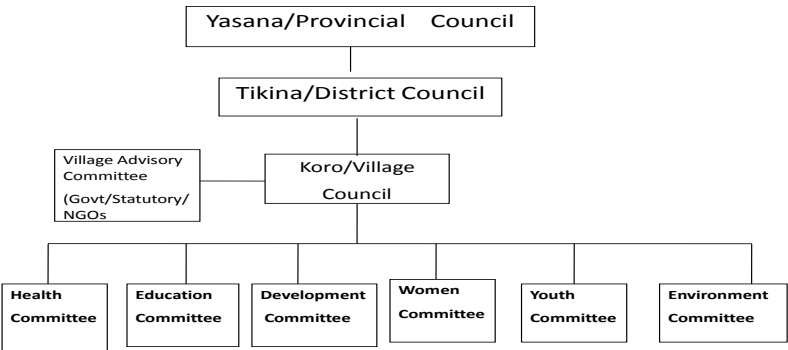 Yasana/Provincial Council
Tikina/District Council
Village Advisory
Committee
(Govt/Statutory/
NGOs
Koro/Village
Council
Health
Committee
Education
Committee
Development
Committee
Women
Committee
Youth
Committee
Environment
Committee